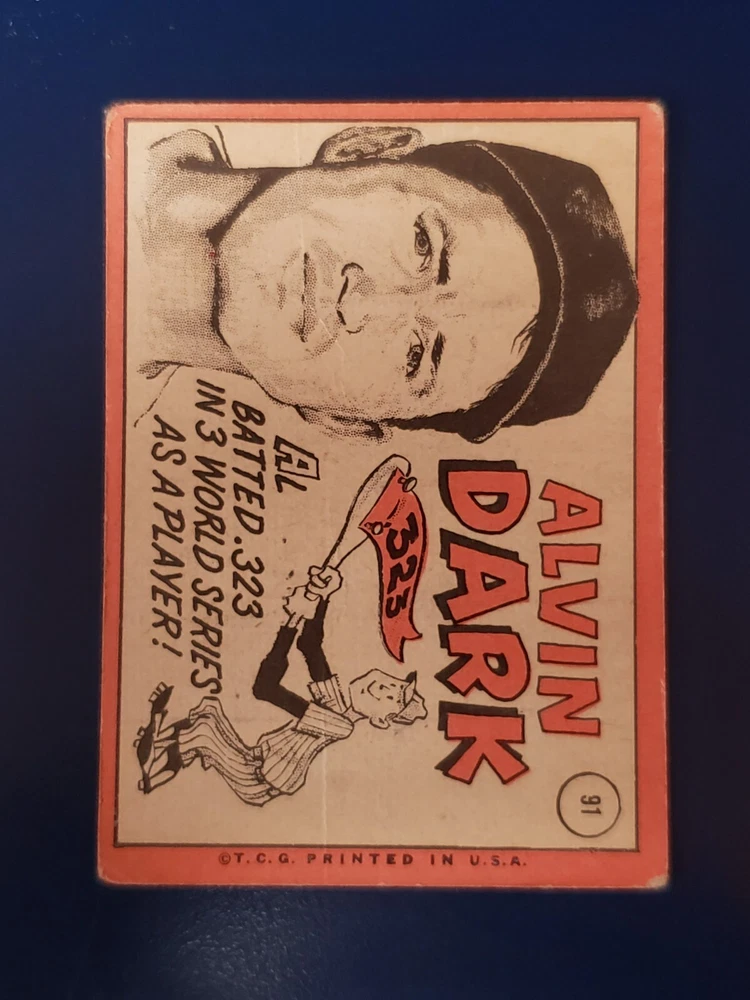 ALVIN
DARK
91
323
AL
BATTED .323
IN 3 WORLD SERIES
AS A PLAYER!
©T.C.G. PRINTED IN U.S.A.